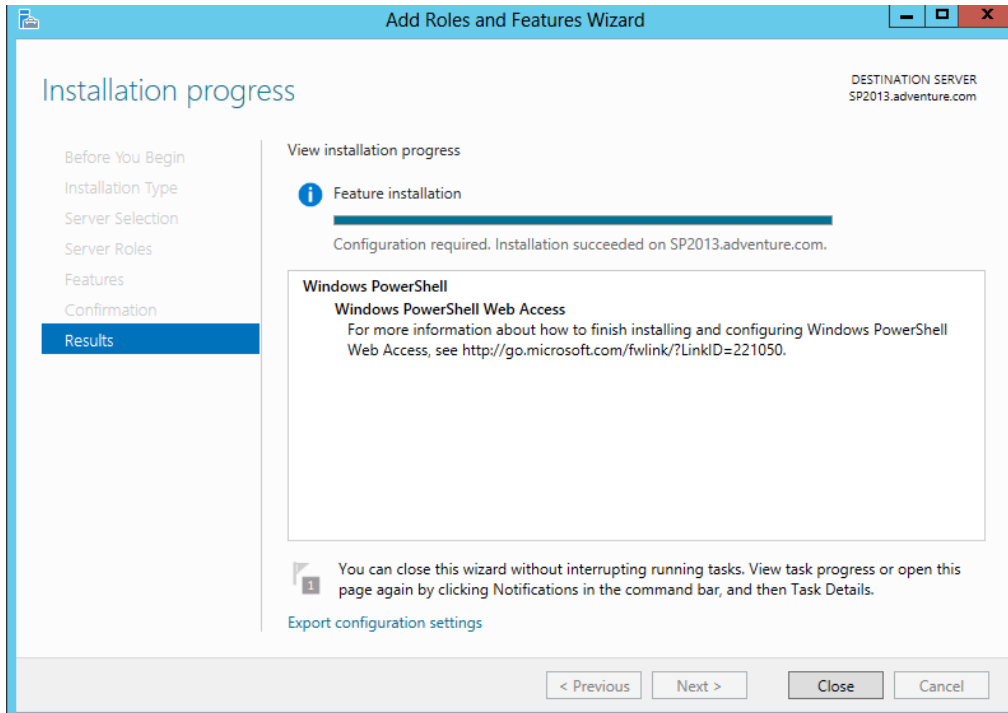 Add Roles and Features Wizard
Installation progress
DESTINATION SERVER
SP2013.adventure.com
Before You Begin
Installation Type
Server Selection
Server Roles
Features
Confirmation
Results
View installation progress
Feature installation
Configuration required. Installation succeeded on SP2013.adventure.com.
Windows PowerShell
Windows PowerShell Web Access
For more information about how to finish installing and configuring Windows PowerShell
Web Access, see http://go.microsoft.com/fwlink/?LinkID=221050.
1
You can close this wizard without interrupting running tasks. View task progress or open this
page again by clicking Notifications in the command bar, and then Task Details.
Export configuration settings
< Previous
Next >
Close
Cancel